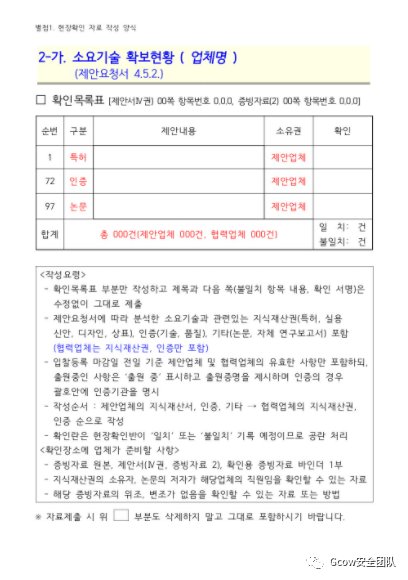 별첨1. 현장확인 자료 작성 양식
2-가. 소요기술 확보현황 ( 업체명 )
(제안요청서 4.5.2.)
□ 확인목록표 [제안서Ⅳ권) 00쪽 항목번호 0.0.0, 증빙자료(2) 00쪽 항목번호 0.0.0]
순번 구분 제안내용 소유권 확인
1 특허 제안업체
72 인증 제안업체
97 논문 제안업체
합계 총 000건(제안업체 000건, 협력업체 000건) 일 치: 건
불일치: 건
<작성요령>
- 확인목록표 부분만 작성하고 제목과 다음 쪽(불일치 항목 내용, 확인 서명)은
수정없이 그대로 제출
- 제안요청서에 따라 분석한 소요기술과 관련있는 지식재산권(특허, 실용
신안, 디자인, 상표), 인증(기술, 품질), 기타(논문, 자체 연구보고서) 포함
(협력업체는 지식재산권, 인증만 포함)
- 입찰등록 마감일 전일 기준 제안업체 및 협력업체의 유효한 사항만 포함하되,
출원중인 사항은 '출원 중' 표시하고 출원증명을 제시하며 인증의 경우
괄호안에 인증기관을 명시
- 작성순서 : 제안업체의 지식재산서, 인증, 기타 → 협력업체의 지식재산권,
인증 순으로 작성
- 확인란은 현장확인반이 '일치' 또는 '불일치' 기록 예정이므로 공란 처리
<확인장소에 업체가 준비할 사항>
- 증빙자료 원본, 제안서(Ⅳ권, 증빙자료 2), 확인용 증빙자료 바인더 1부
- 지식재산권의 소유자, 논문의 저자가 해당업체의 직원임을 확인할 수 있는 자료
- 해당 증빙자료의 위조, 변조가 없음을 확인할 수 있는 자료 또는 방법
※ 자료제출 시 위 □ 부분도 삭제하지 말고 그대로 포함하시기 바랍니다.
Gcow安全团队